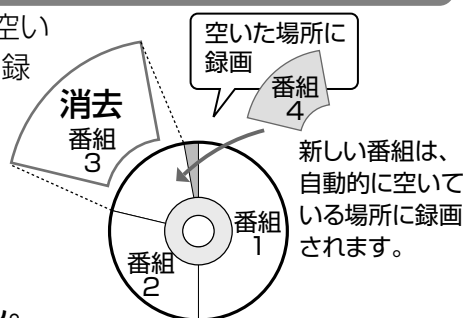 空い
録
空いた場所に
録画
消去
番組
3
番組
4
新しい番組は、
自動的に空いて
いる場所に録画
されます。
番組
1
番組
2